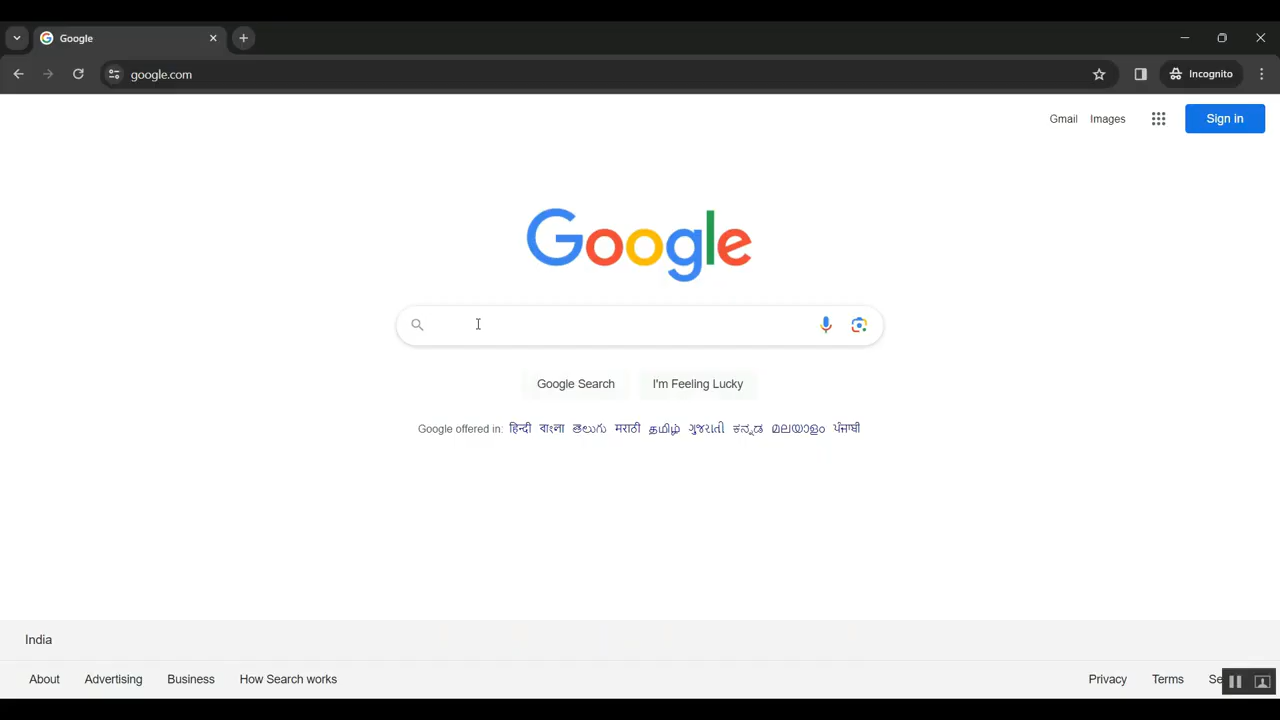 Google
google.com
Incognito
Gmail Images Sign in
Google
Google Search I'm Feeling Lucky
Google offered in: हिन्दी বাংলা తెలుగు मराठी தமிழ் ગુજરાતી ಕನ್ನಡ മലയാളം ਪੰਜਾਬੀ
India
About Advertising Business How Search works Privacy Terms Se